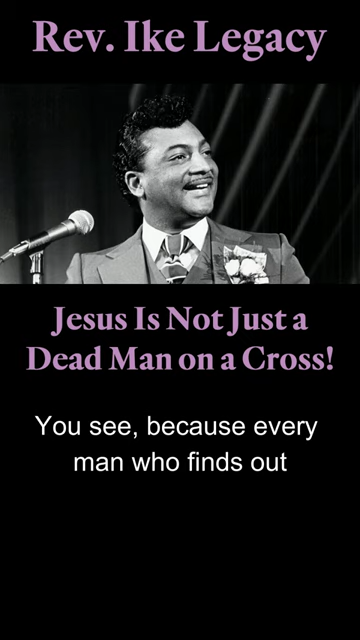 Rev. Ike Legacy
Jesus Is Not Just a
Dead Man on a Cross!
You see, because every
man who finds out